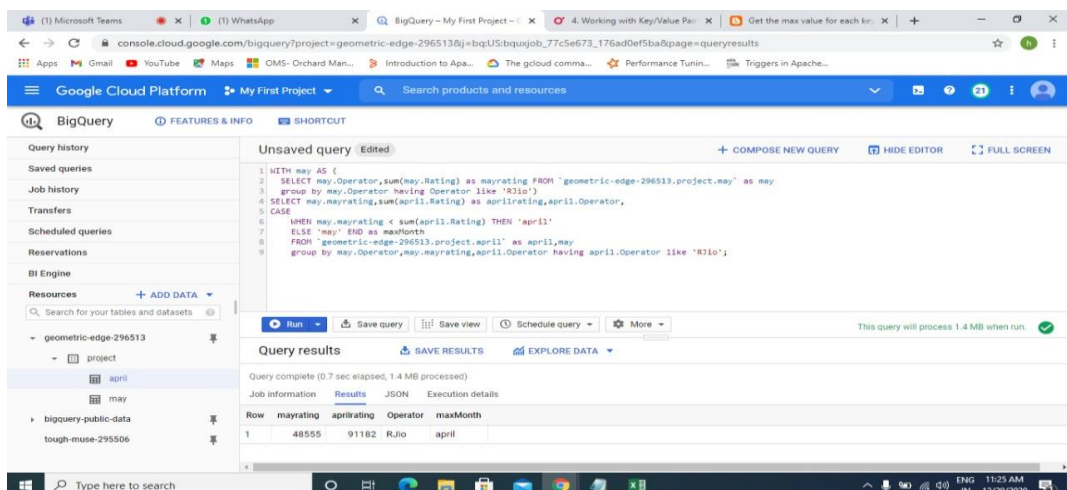 (1) Microsoft Teams (1) WhatsApp BigQuery – My First Project – 4. Working with Key/Value Pai Get the max value for each ke
console.cloud.google.com/bigquery?project=geometric-edge-296513&j=bq:US:bquxjob_77c5e673_176ad0ef5ba&page=queryresults h
Apps Gmail YouTube Maps OMS- Orchard Man... Introduction to Apa... The gcloud comma... Performance Tunin... Triggers in Apache...
Google Cloud Platform My First Project Search products and resources 21
BigQuery FEATURES & INFO SHORTCUT
Query history
Saved queries
Job history
Transfers
Scheduled queries
Reservations
BI Engine
Resources + ADD DATA
Search for your tables and datasets
geometric-edge-296513
project
april
may
bigquery-public-data
tough-muse-295506
Unsaved query Edited + COMPOSE NEW QUERY HIDE EDITOR FULL SCREEN
1 WITH may AS (
2 SELECT may.Operator,sum(may.Rating) as mayrating FROM `geometric-edge-296513.project.may` as may
3 group by may.Operator having Operator like 'RJio')
4 SELECT may.mayrating,sum(april.Rating) as aprilrating,april.Operator,
5 CASE
6 WHEN may.mayrating < sum(april.Rating) THEN 'april'
7 ELSE 'may' END as maxMonth
8 FROM `geometric-edge-296513.project.april` as april,may
9 group by may.Operator,may.mayrating,april.Operator having april.Operator like 'RJio';
Run Save query Save view Schedule query More This query will process 1.4 MB when run.
Query results SAVE RESULTS EXPLORE DATA
Query complete (0.7 sec elapsed, 1.4 MB processed)
Job information Results JSON Execution details
Row mayrating aprilrating Operator maxMonth
1 48555 91182 RJio april
Type here to search ENG 11:25 AM
IN 12/29/2020